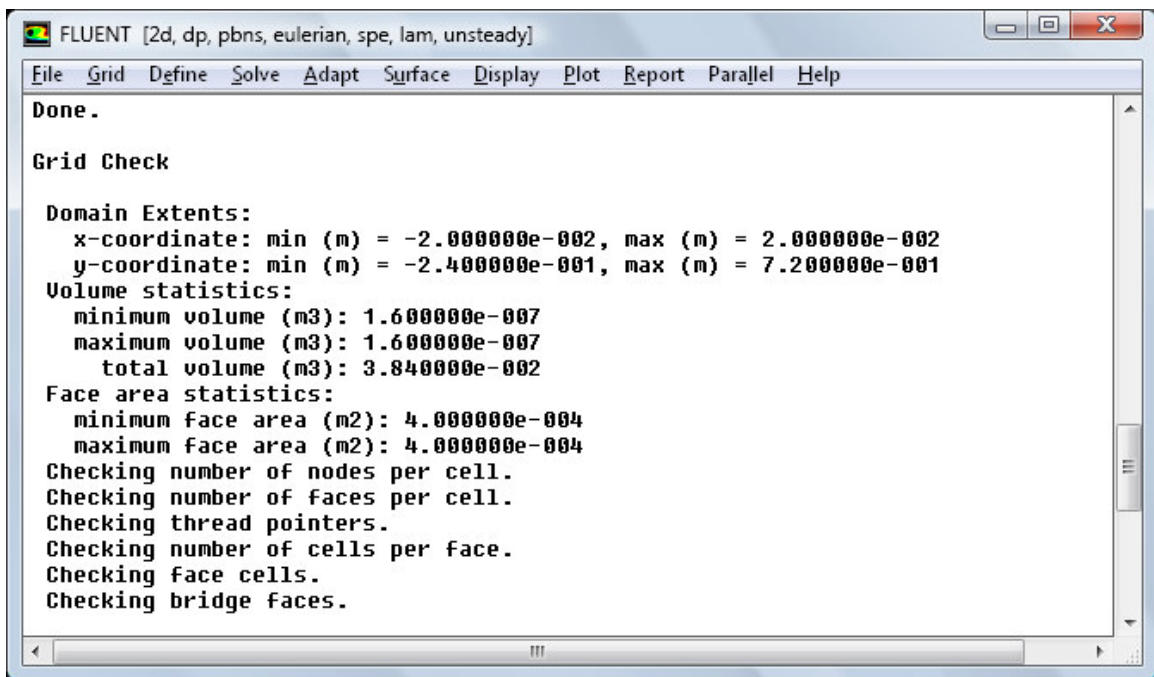 FLUENT [2d, dp, pbns, eulerian, spe, lam, unsteady]
File Grid Define Solve Adapt Surface Display Plot Report Parallel Help
Done.
Grid Check
Domain Extents:
x-coordinate: min (m) = -2.000000e-002, max (m) = 2.000000e-002
y-coordinate: min (m) = -2.400000e-001, max (m) = 7.200000e-001
Volume statistics:
minimum volume (m3): 1.600000e-007
maximum volume (m3): 1.600000e-007
total volume (m3): 3.840000e-002
Face area statistics:
minimum face area (m2): 4.000000e-004
maximum face area (m2): 4.000000e-004
Checking number of nodes per cell.
Checking number of faces per cell.
Checking thread pointers.
Checking number of cells per face.
Checking face cells.
Checking bridge faces.